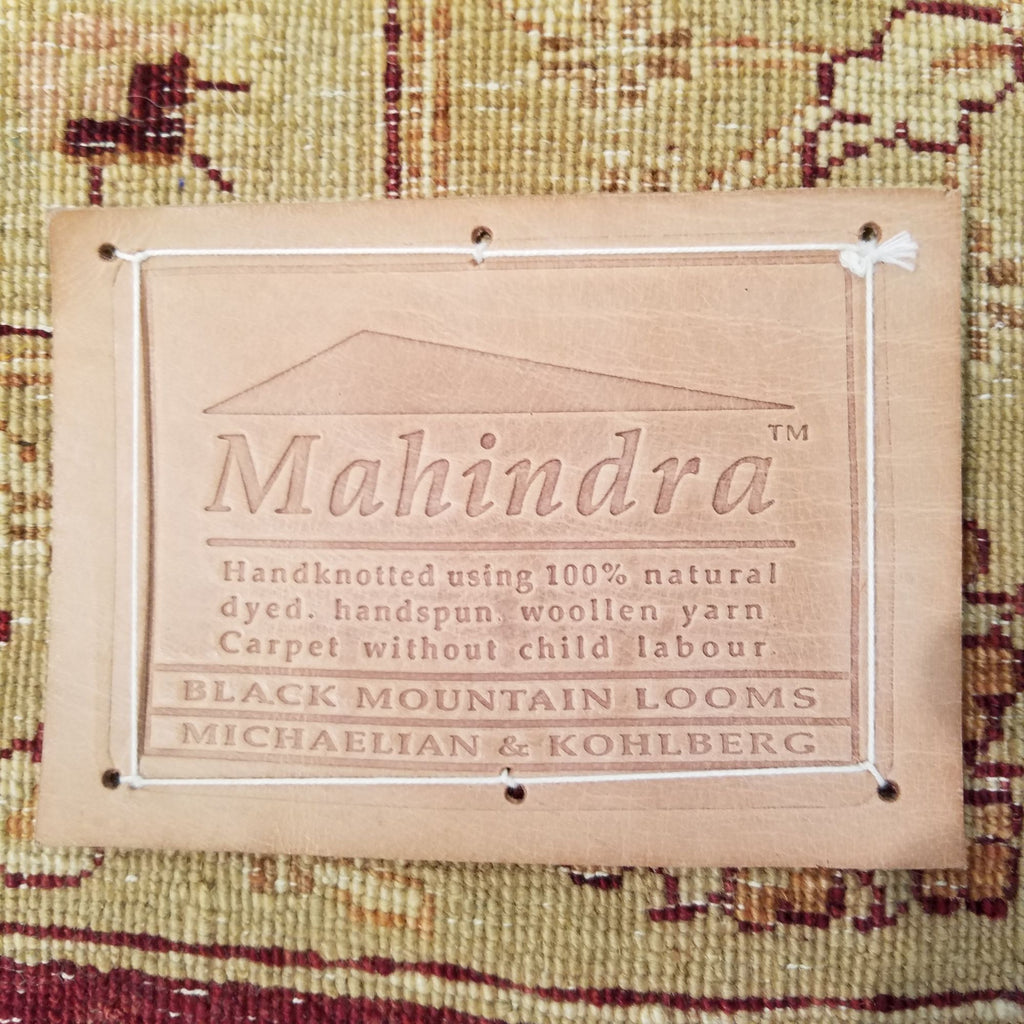 Mahindra™
Handknotted using 100% natural
dyed. handspun. woollen yarn
Carpet without child labour.
BLACK MOUNTAIN LOOMS
MICHAELIAN & KOHLBERG